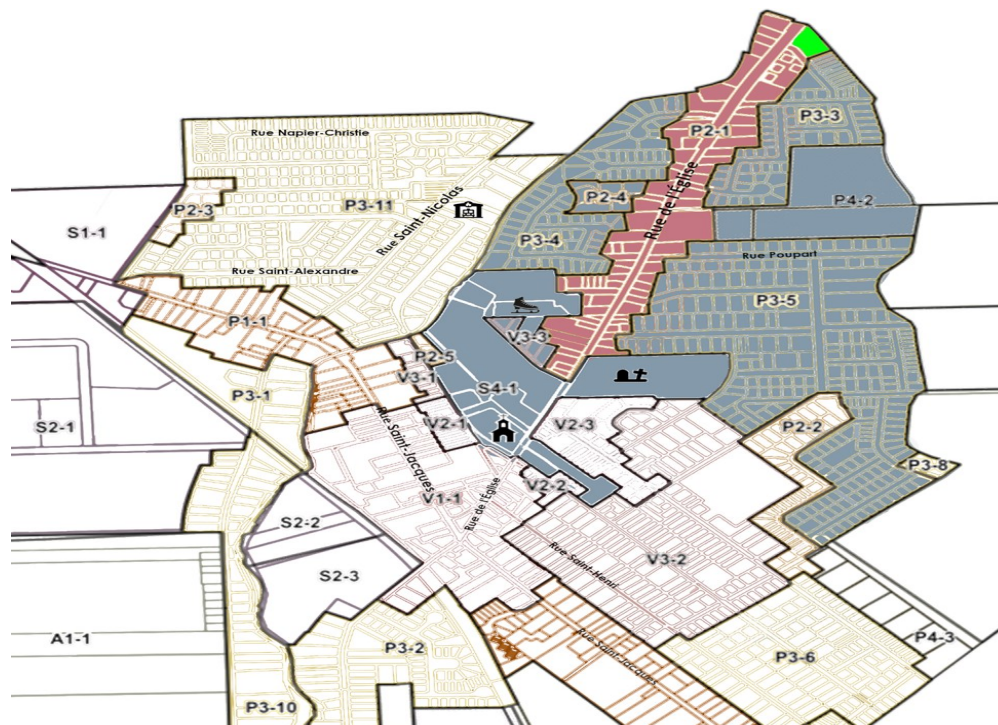 Rue Napier-Christie
P2-1
P3-3
P2-3
P3-11
Rue Saint-Nicolas
P2-4
Rue de l'Église
P4-2
S1-1
P3-4
Rue Saint-Alexandre
Rue Poupart
P3-5
P1-1
V3-3
P2-5
V3-1
P3-1
S4-1
S2-1
V2-1
Rue Saint-Jacques
V2-3
P2-2
P3-8
V1-1
Rue de l'Église
V2-2
S2-2
V3-2
Rue Saint-Henri
S2-3
A1-1
P3-2
Rue Saint-Jacques
P4-3
P3-6
P3-10